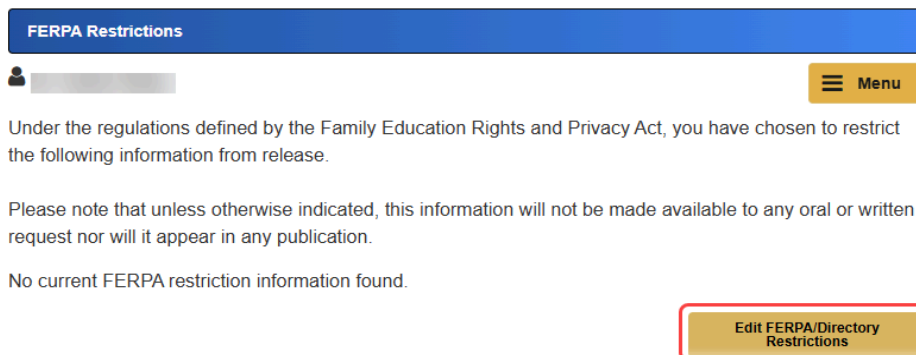 FERPA Restrictions
Menu
Under the regulations defined by the Family Education Rights and Privacy Act, you have chosen to restrict
the following information from release.
Please note that unless otherwise indicated, this information will not be made available to any oral or written
request nor will it appear in any publication.
No current FERPA restriction information found.
Edit FERPA/Directory
Restrictions